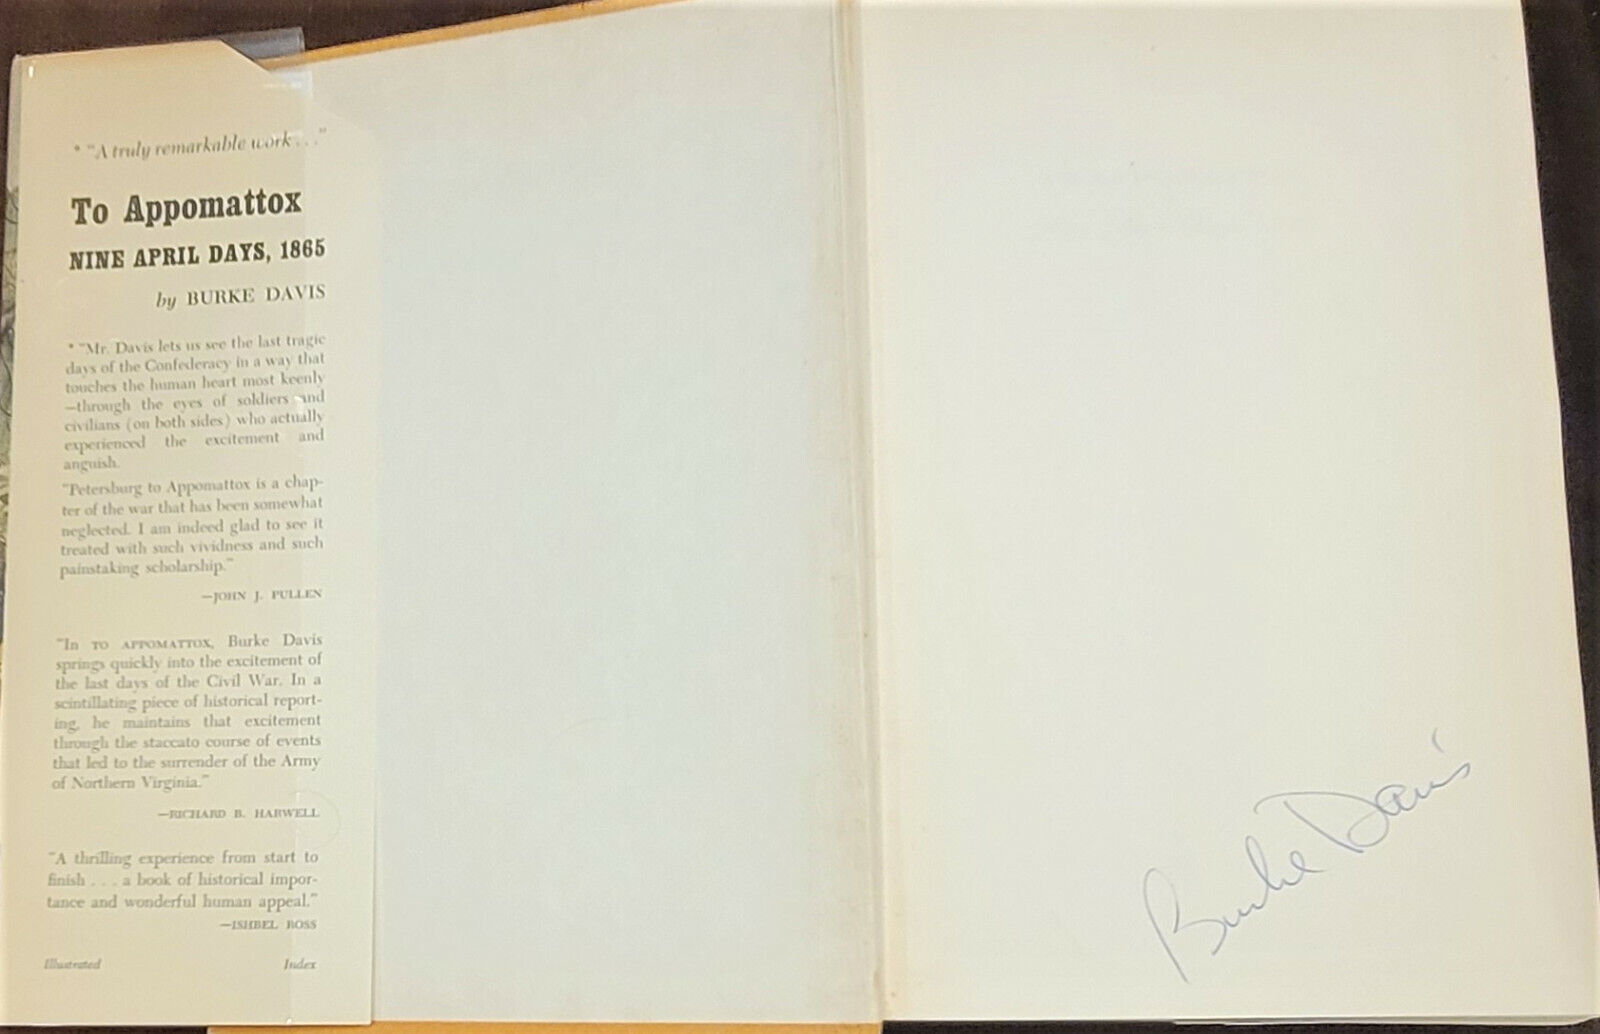 * "A truly remarkable work . . ."
To Appomattox
NINE APRIL DAYS, 1865
by BURKE DAVIS
* "Mr. Davis lets us see the last tragic
days of the Confederacy in a way that
touches the human heart most keenly
—through the eyes of soldiers and
civilians (on both sides) who actually
experienced the excitement and
anguish.
"Petersburg to Appomattox is a chap-
ter of the war that has been somewhat
neglected. I am indeed glad to see it
treated with such vividness and such
painstaking scholarship."
—JOHN J. PULLEN
"In TO APPOMATTOX, Burke Davis
springs quickly into the excitement of
the last days of the Civil War. In a
scintillating piece of historical report-
ing, he maintains that excitement
through the staccato course of events
that led to the surrender of the Army
of Northern Virginia."
—RICHARD B. HARWELL
"A thrilling experience from start to
finish . . . a book of historical impor-
tance and wonderful human appeal."
—ISHBEL ROSS
Illustrated Index
Burke Davis